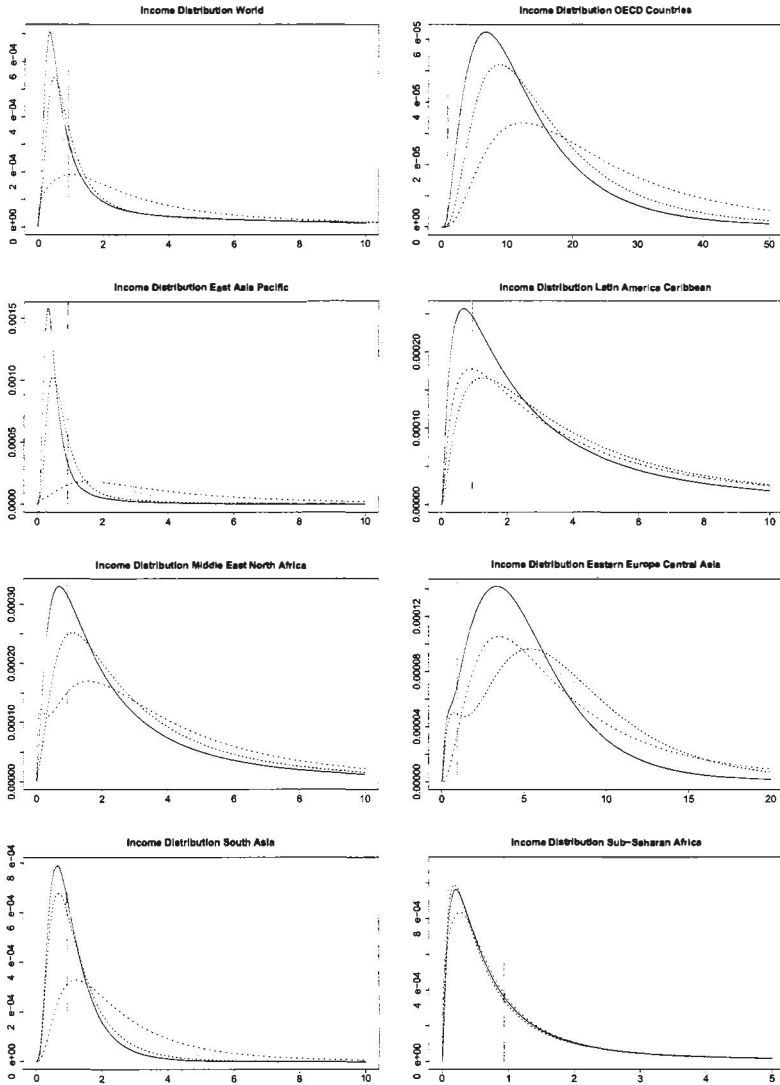 Income Distribution World
0 e+00 2 e-04 4 e-04 6 e-04
0 2 4 6 8 10
Income Distribution OECD Countries
0 e+00 2 e-05 4 e-05 6 e-05
0 10 20 30 40 50
Income Distribution East Asia Pacific
0.0000 0.0005 0.0010 0.0015
0 2 4 6 8 10
Income Distribution Latin America Caribbean
0.00000 0.00010 0.00020
0 2 4 6 8 10
Income Distribution Middle East North Africa
0.00000 0.00010 0.00020 0.00030
0 2 4 6 8 10
Income Distribution Eastern Europe Central Asia
0.00000 0.00004 0.00008 0.00012
0 5 10 15 20
Income Distribution South Asia
0 e+00 2 e-04 4 e-04 6 e-04 8 e-04
0 2 4 6 8 10
Income Distribution Sub-Saharan Africa
0 e+00 4 e-04 8 e-04
0 1 2 3 4 5